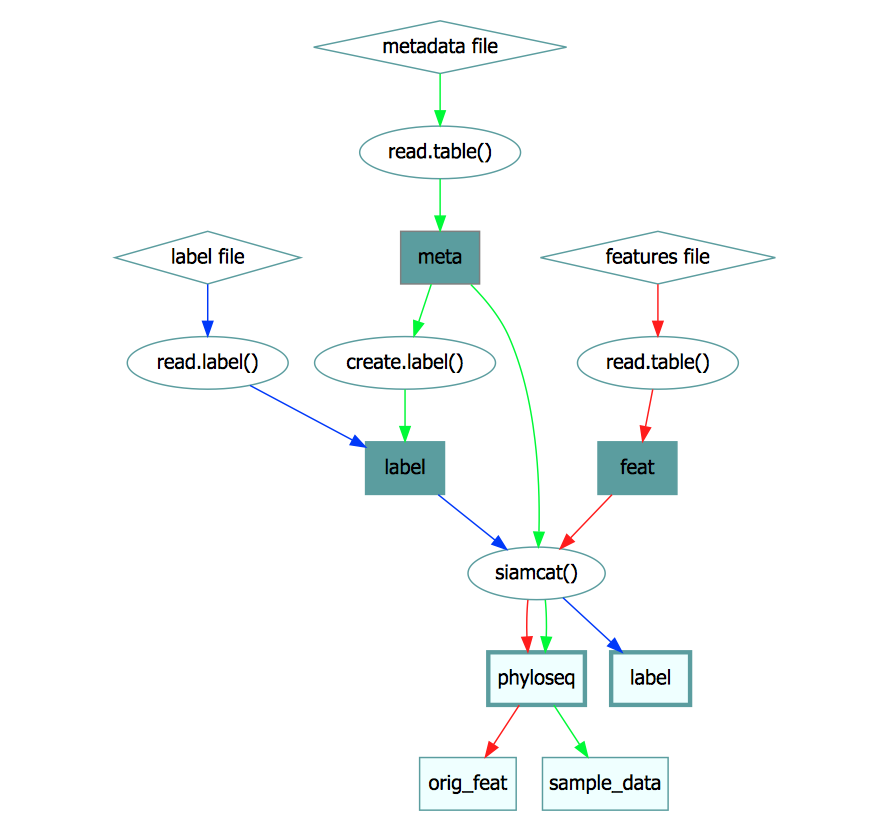 metadata file
read.table()
label file
meta
features file
read.label()
create.label()
read.table()
label
feat
siamcat()
phyloseq
label
orig_feat
sample_data